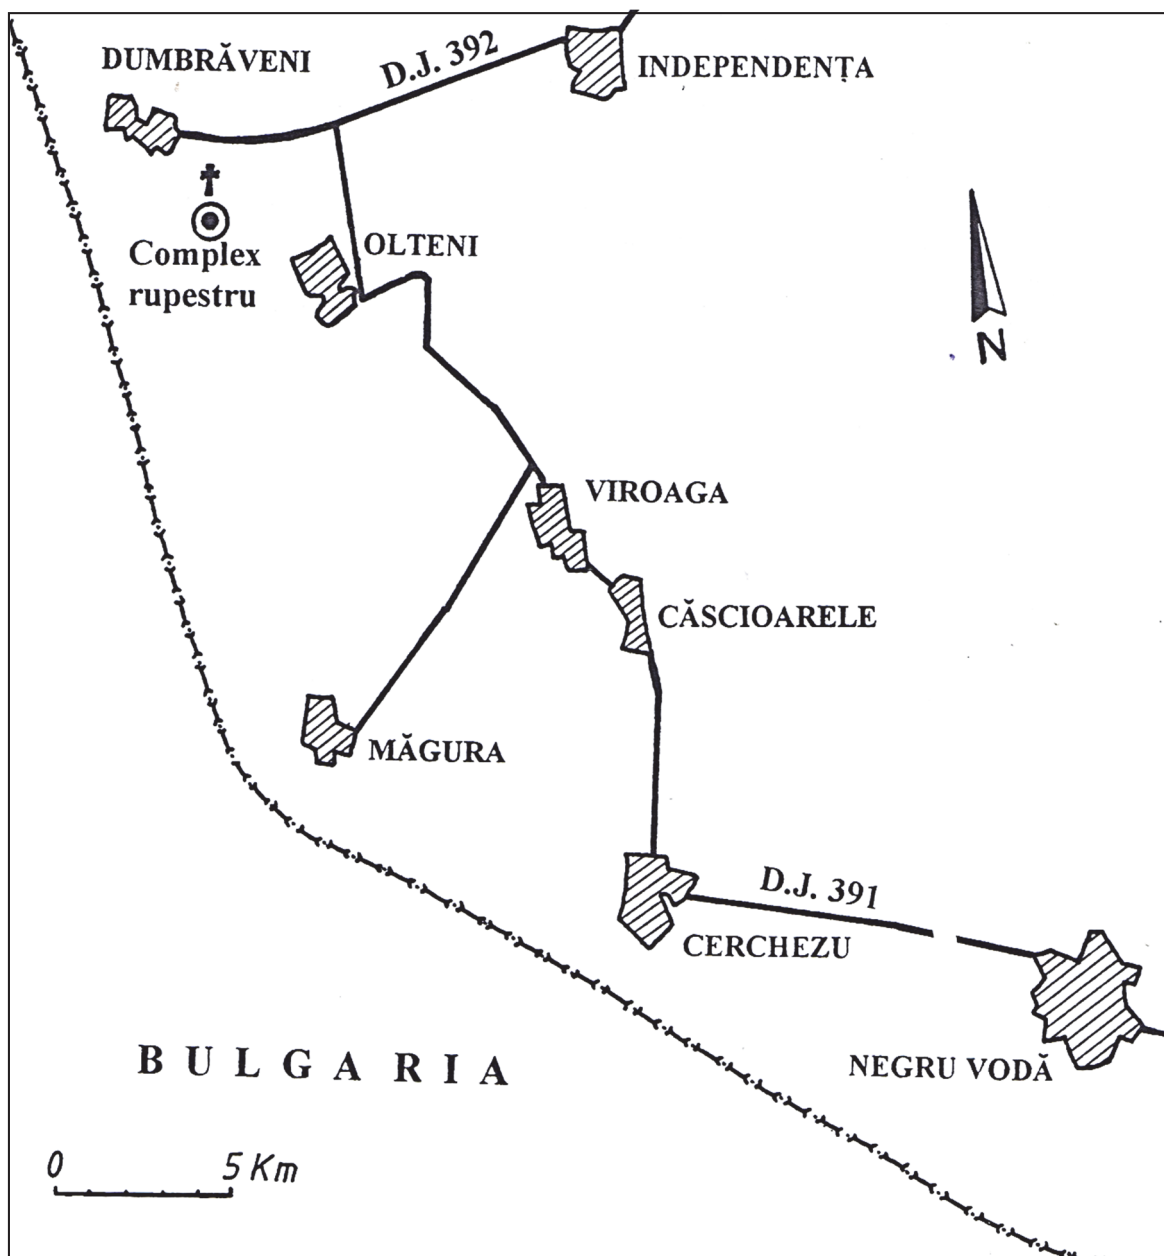 DUMBRĂVENI
D.J. 392
INDEPENDENȚA
Complex
rupestru
OLTENI
N
VIROAGA
CĂSCIOARELE
MĂGURA
D.J. 391
CERCHEZU
NEGRU VODĂ
BULGARIA
0 5 Km